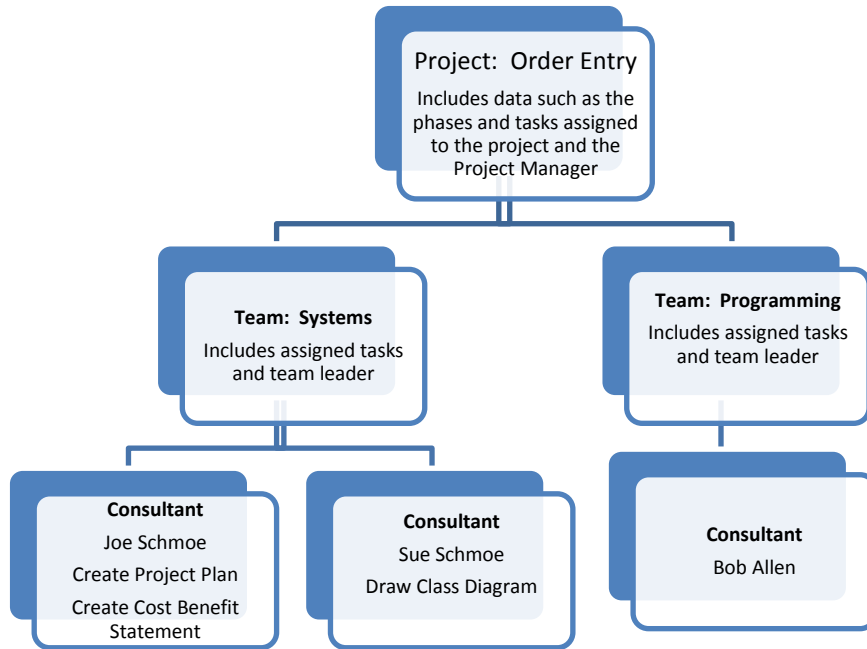 Project:  Order Entry
Includes data such as the
phases and tasks assigned
to the project and the
Project Manager
Team:  Systems
Includes assigned tasks
and team leader
Team:  Programming
Includes assigned tasks
and team leader
Consultant
Joe Schmoe
Create Project Plan
Create Cost Benefit
Statement
Consultant
Sue Schmoe
Draw Class Diagram
Consultant
Bob Allen